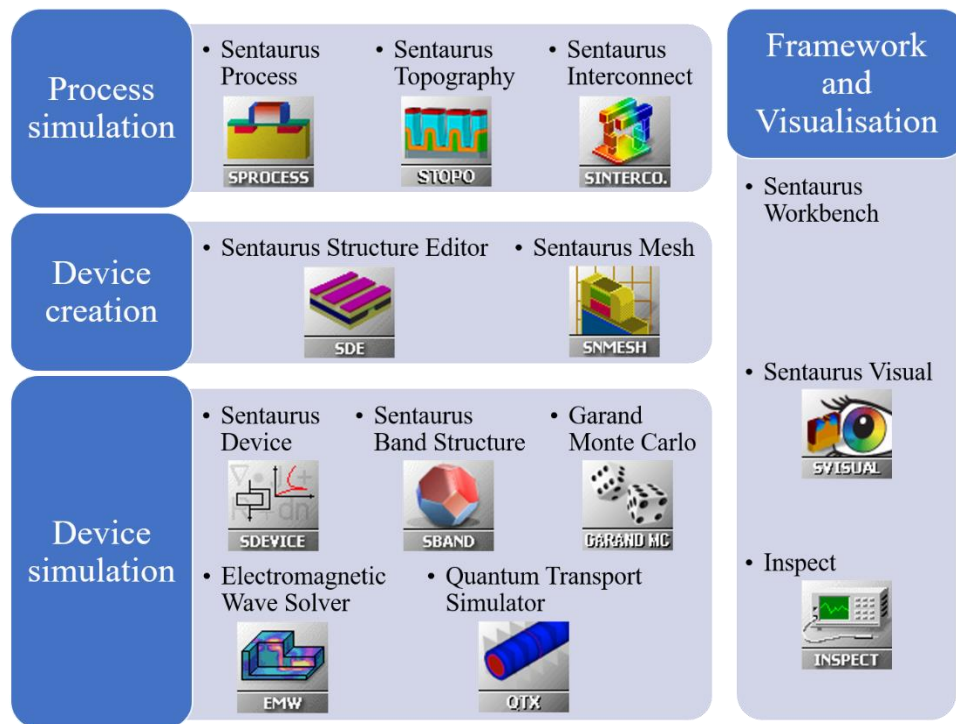 Process
simulation
• Sentaurus
Process
SPROCESS
• Sentaurus
Topography
STOPO
• Sentaurus
Interconnect
SINTERCO.
Device
creation
• Sentaurus Structure Editor
SDE
• Sentaurus Mesh
SNMESH
Device
simulation
• Sentaurus
Device
SDEVICE
• Sentaurus
Band Structure
SBAND
• Garand
Monte Carlo
GARAND MC
• Electromagnetic
Wave Solver
EMW
• Quantum Transport
Simulator
QTX
Framework
and
Visualisation
• Sentaurus
Workbench
• Sentaurus Visual
SVISUAL
• Inspect
INSPECT